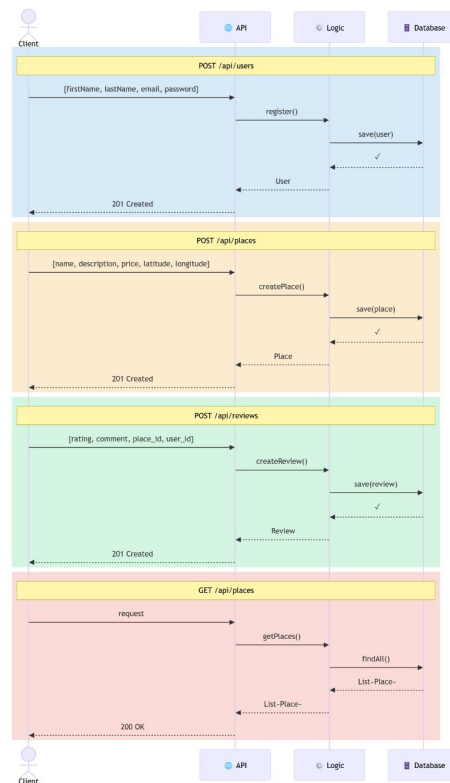 Client
API
Logic
Database
POST /api/users
{firstName, lastName, email, password}
register()
save(user)
✓
User
201 Created
POST /api/places
{name, description, price, latitude, longitude}
createPlace()
save(place)
✓
Place
201 Created
POST /api/reviews
{rating, comment, place_id, user_id}
createReview()
save(review)
✓
Review
201 Created
GET /api/places
request
getPlaces()
findAll()
List-Place-
List-Place-
200 OK
Client
API
Logic
Database